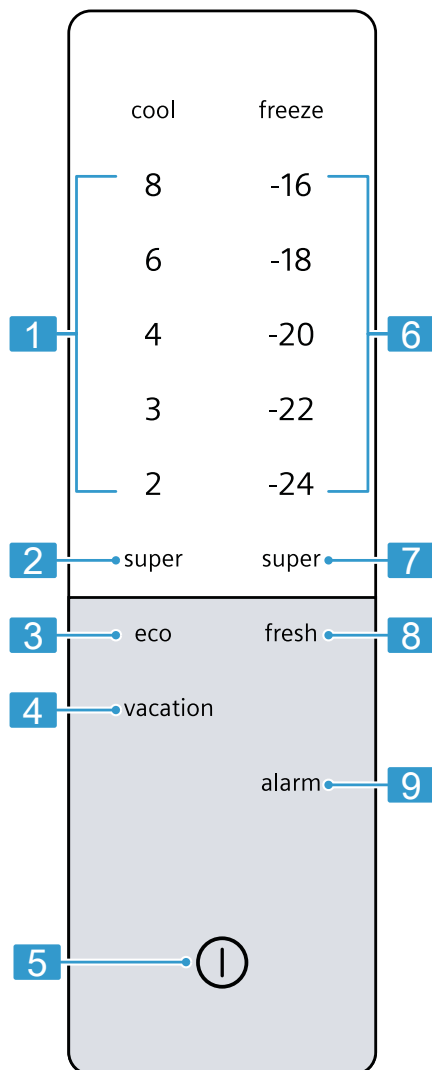 cool freeze
8 -16
6 -18
1 4 -20 6
3 -22
2 -24
2 super super 7
3 eco fresh 8
4 vacation
alarm 9
5